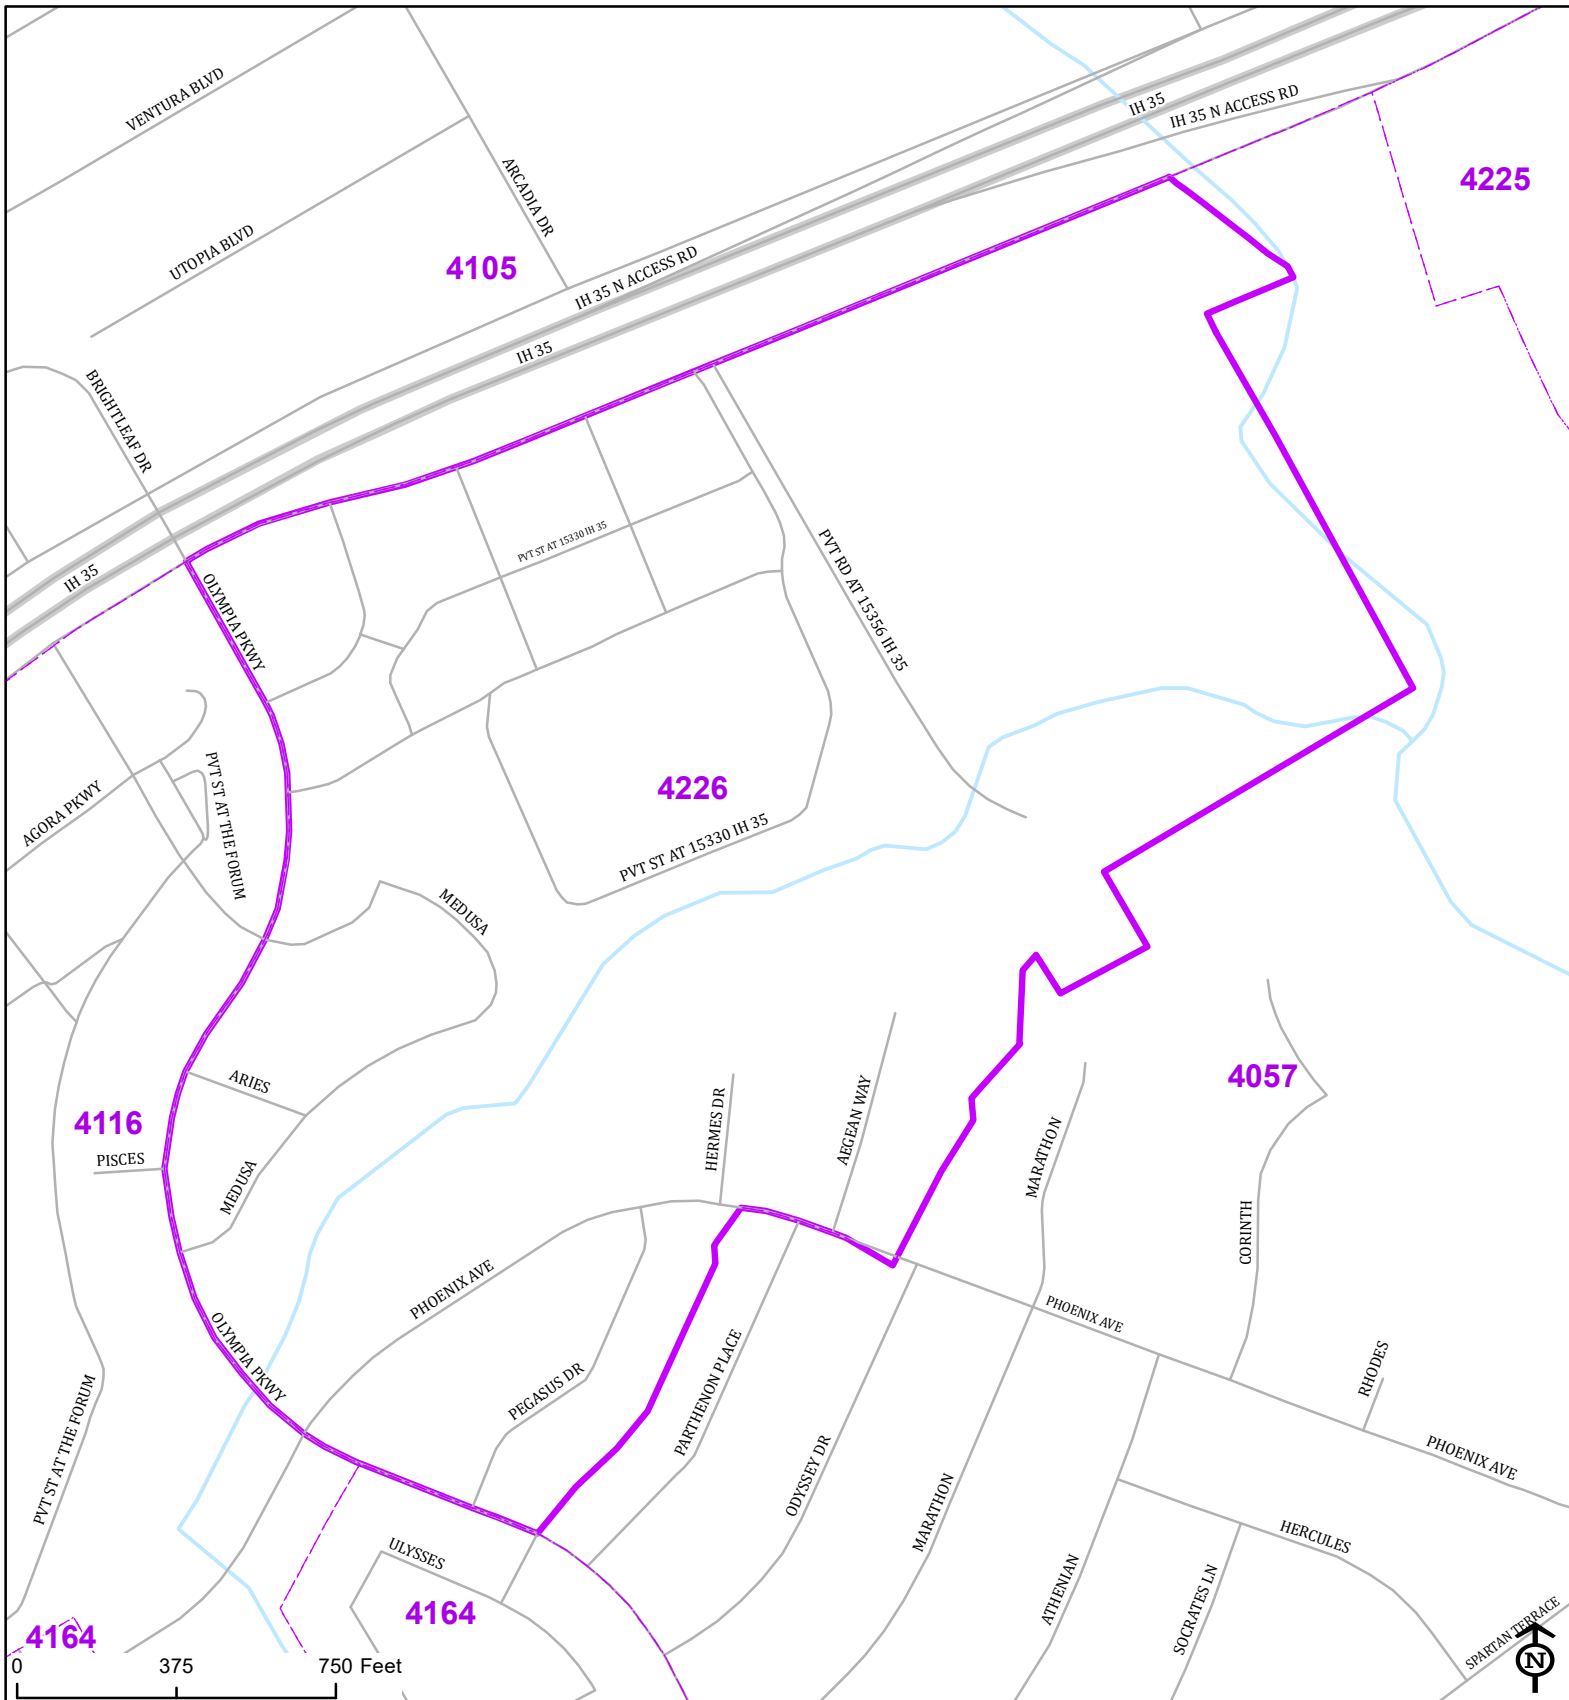 VENTURA BLVD
IH 35
IH 35 N ACCESS RD
ARCADIA DR
4225
UTOPIA BLVD
4105
IH 35 N ACCESS RD
IH 35
BRIGHTLEAF DR
PVT ST AT 15330 IH 35
IH 35
OLYMPIA PKWY
PVT RD AT 15356 IH 35
4226
AGORA PKWY
PVT ST AT THE FORUM
PVT ST AT 15330 IH 35
MEDUSA
ARIES
4057
4116
HERMES DR
AEGEAN WAY
MARATHON
PISCES
MEDUSA
CORINTH
PHOENIX AVE
PHOENIX AVE
OLYMPIA PKWY
RHODES
PEGASUS DR
PARTHENON PLACE
PVT ST AT THE FORUM
PHOENIX AVE
ODYSSEY DR
MARATHON
HERCULES
ULYSSES
ATHENIAN
SOCRATES LN
4164
4164
SPARTAN TERRACE
0 375 750 Feet
N